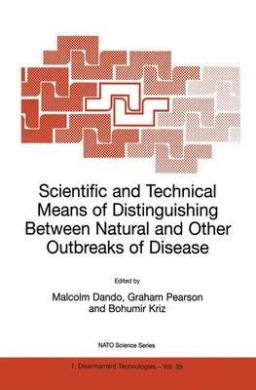 Scientific and Technical
Means of Distinguishing
Between Natural and Other
Outbreaks of Disease
Edited by
Malcolm Dando, Graham Pearson
and Bohumir Kriz
NATO Science Series
1. Disarmament Technologies – Vol. 35